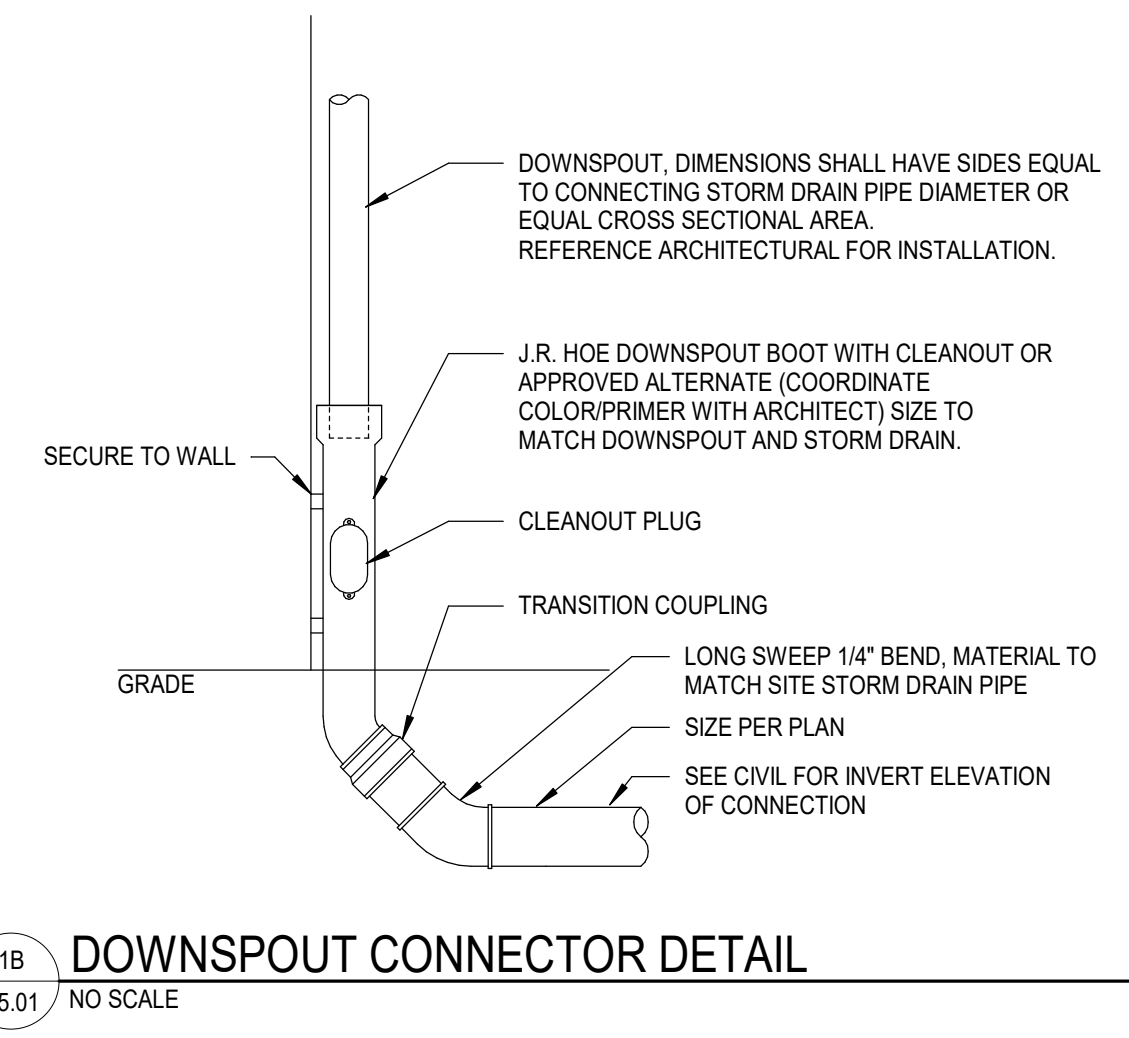 DOWNSPOUT, DIMENSIONS SHALL HAVE SIDES EQUAL
TO CONNECTING STORM DRAIN PIPE DIAMETER OR
EQUAL CROSS SECTIONAL AREA.
REFERENCE ARCHITECTURAL FOR INSTALLATION.
J.R. HOE DOWNSPOUT BOOT WITH CLEANOUT OR
APPROVED ALTERNATE (COORDINATE
COLOR/PRIMER WITH ARCHITECT) SIZE TO
MATCH DOWNSPOUT AND STORM DRAIN.
SECURE TO WALL
CLEANOUT PLUG
TRANSITION COUPLING
LONG SWEEP 1/4" BEND, MATERIAL TO
MATCH SITE STORM DRAIN PIPE
GRADE
SIZE PER PLAN
SEE CIVIL FOR INVERT ELEVATION
OF CONNECTION
1B
DOWNSPOUT CONNECTOR DETAIL
5.01
NO SCALE